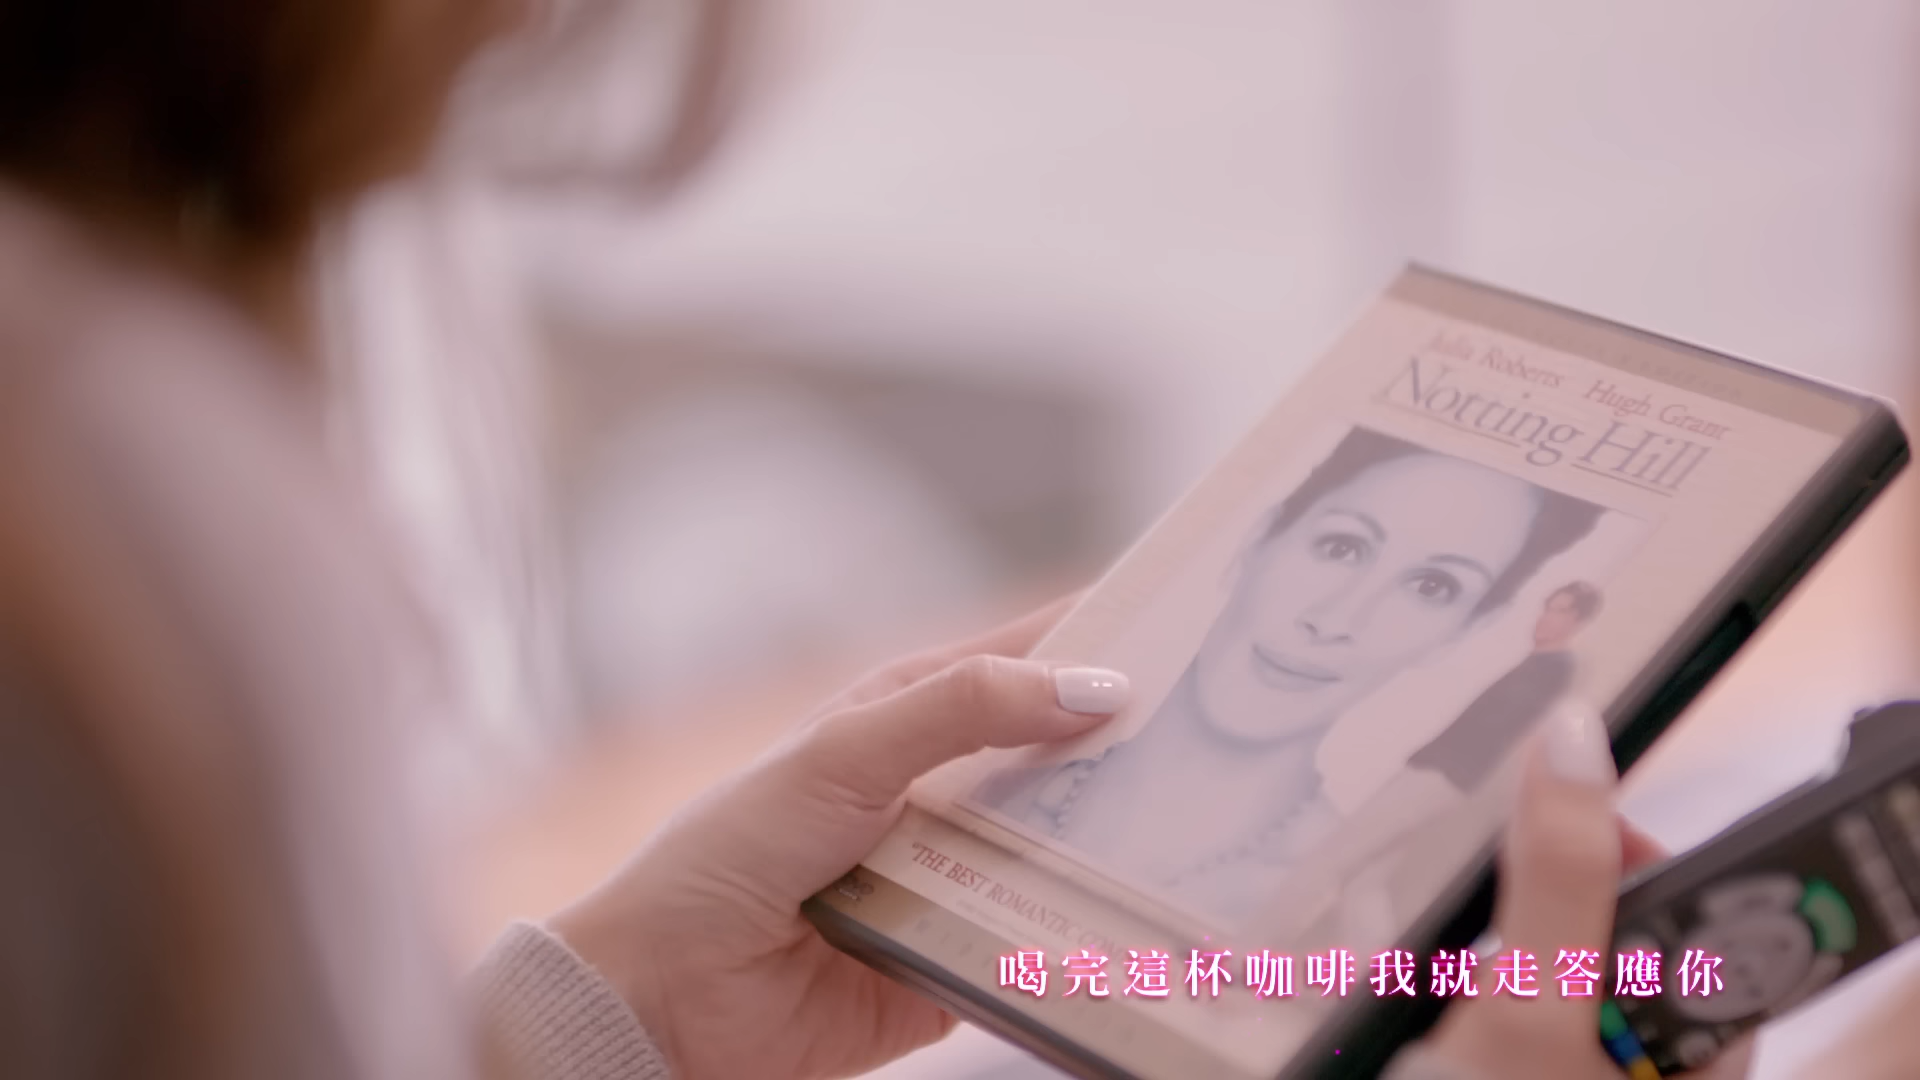 Julia Roberts Hugh Grant
Notting Hill
"THE BEST ROMANTIC COM
喝完這杯咖啡我就走答應你